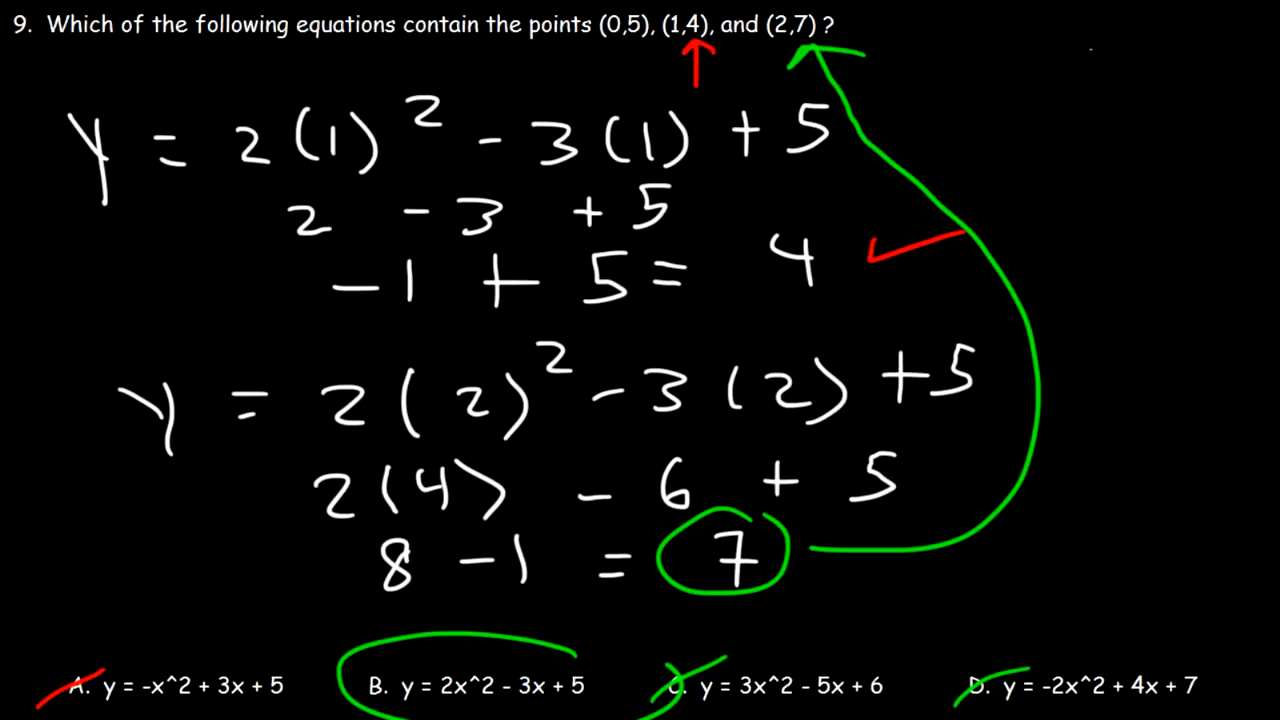 9. Which of the following equations contain the points (0,5), (1,4), and (2,7) ?
y = 2(1)^2 - 3(1) + 5
2 - 3 + 5
-1 + 5 = 4
y = 2(2)^2 - 3(2) + 5
2(4) - 6 + 5
8 - 1 = 7
A. y = -x^2 + 3x + 5 B. y = 2x^2 - 3x + 5 C. y = 3x^2 - 5x + 6 D. y = -2x^2 + 4x + 7